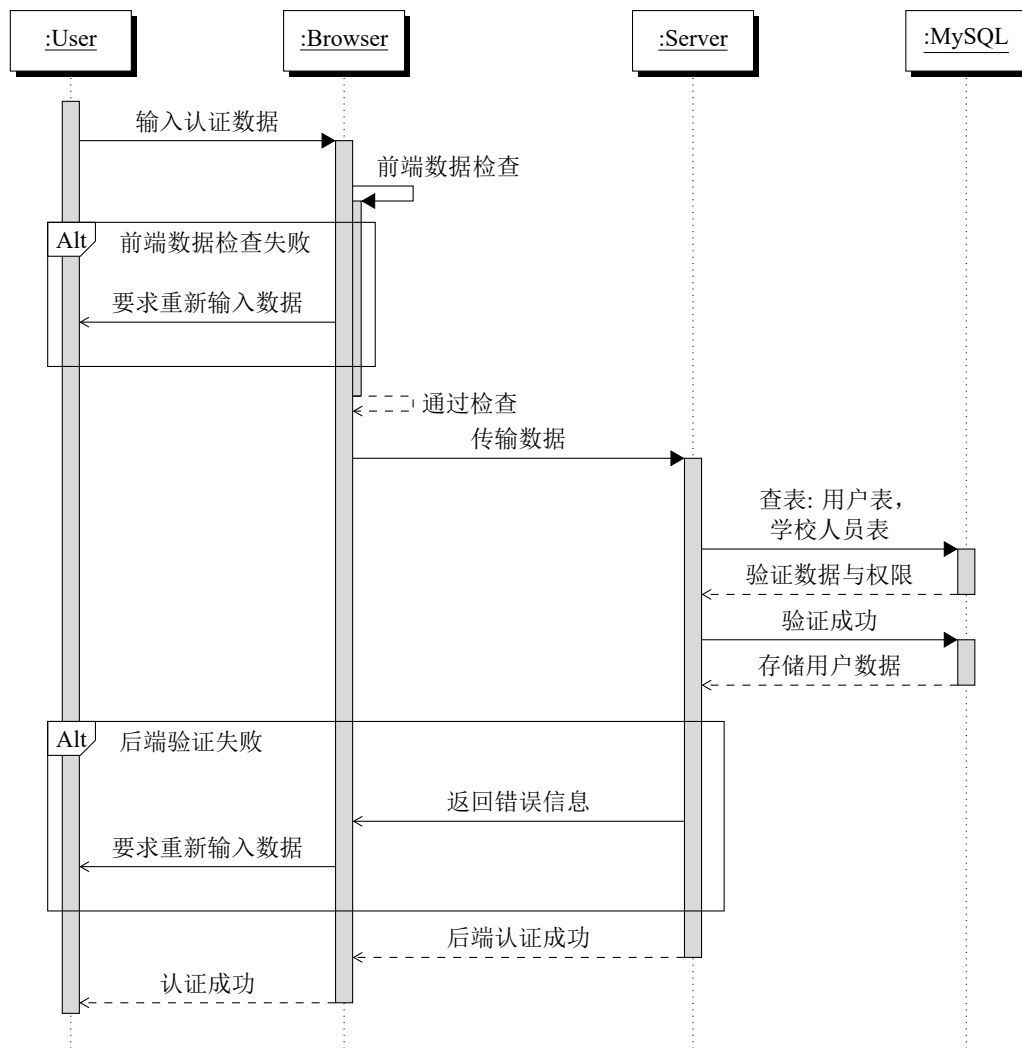 :User
:Browser
:Server
:MySQL
输入认证数据
前端数据检查
Alt
前端数据检查失败
要求重新输入数据
通过检查
传输数据
查表: 用户表，
学校人员表
验证数据与权限
验证成功
存储用户数据
Alt
后端验证失败
返回错误信息
要求重新输入数据
后端认证成功
认证成功